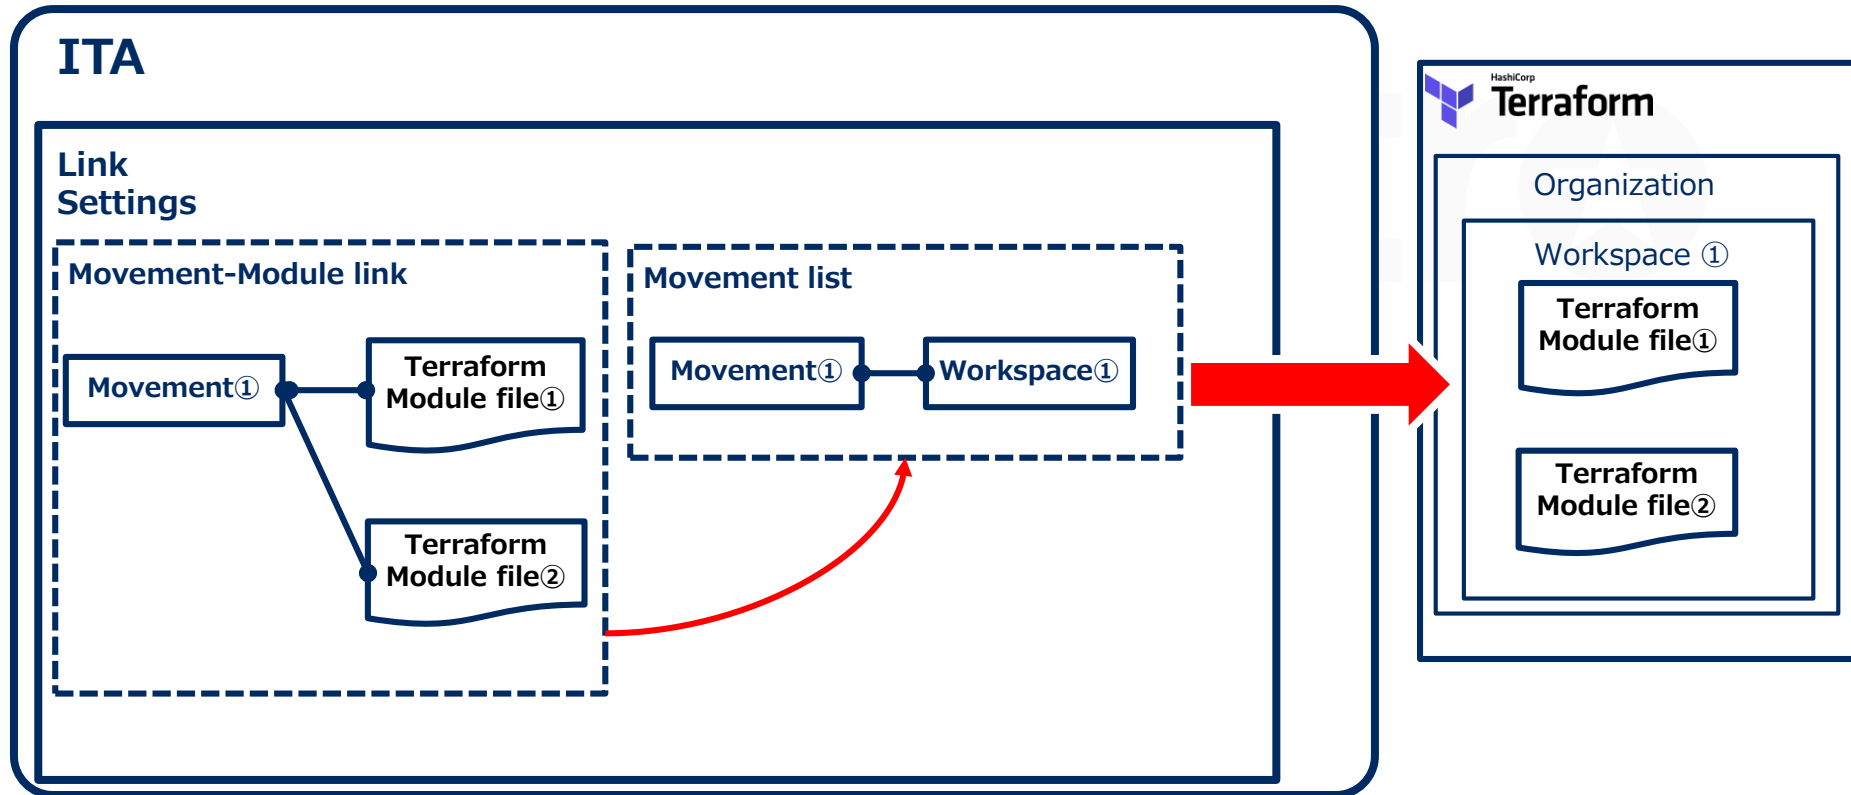 ITA
Link
Settings
Movement-Module link
Movement①
Terraform
Module file①
Terraform
Module file②
Movement list
Movement①
Workspace①
HashiCorp
Terraform
Organization
Workspace ①
Terraform
Module file①
Terraform
Module file②